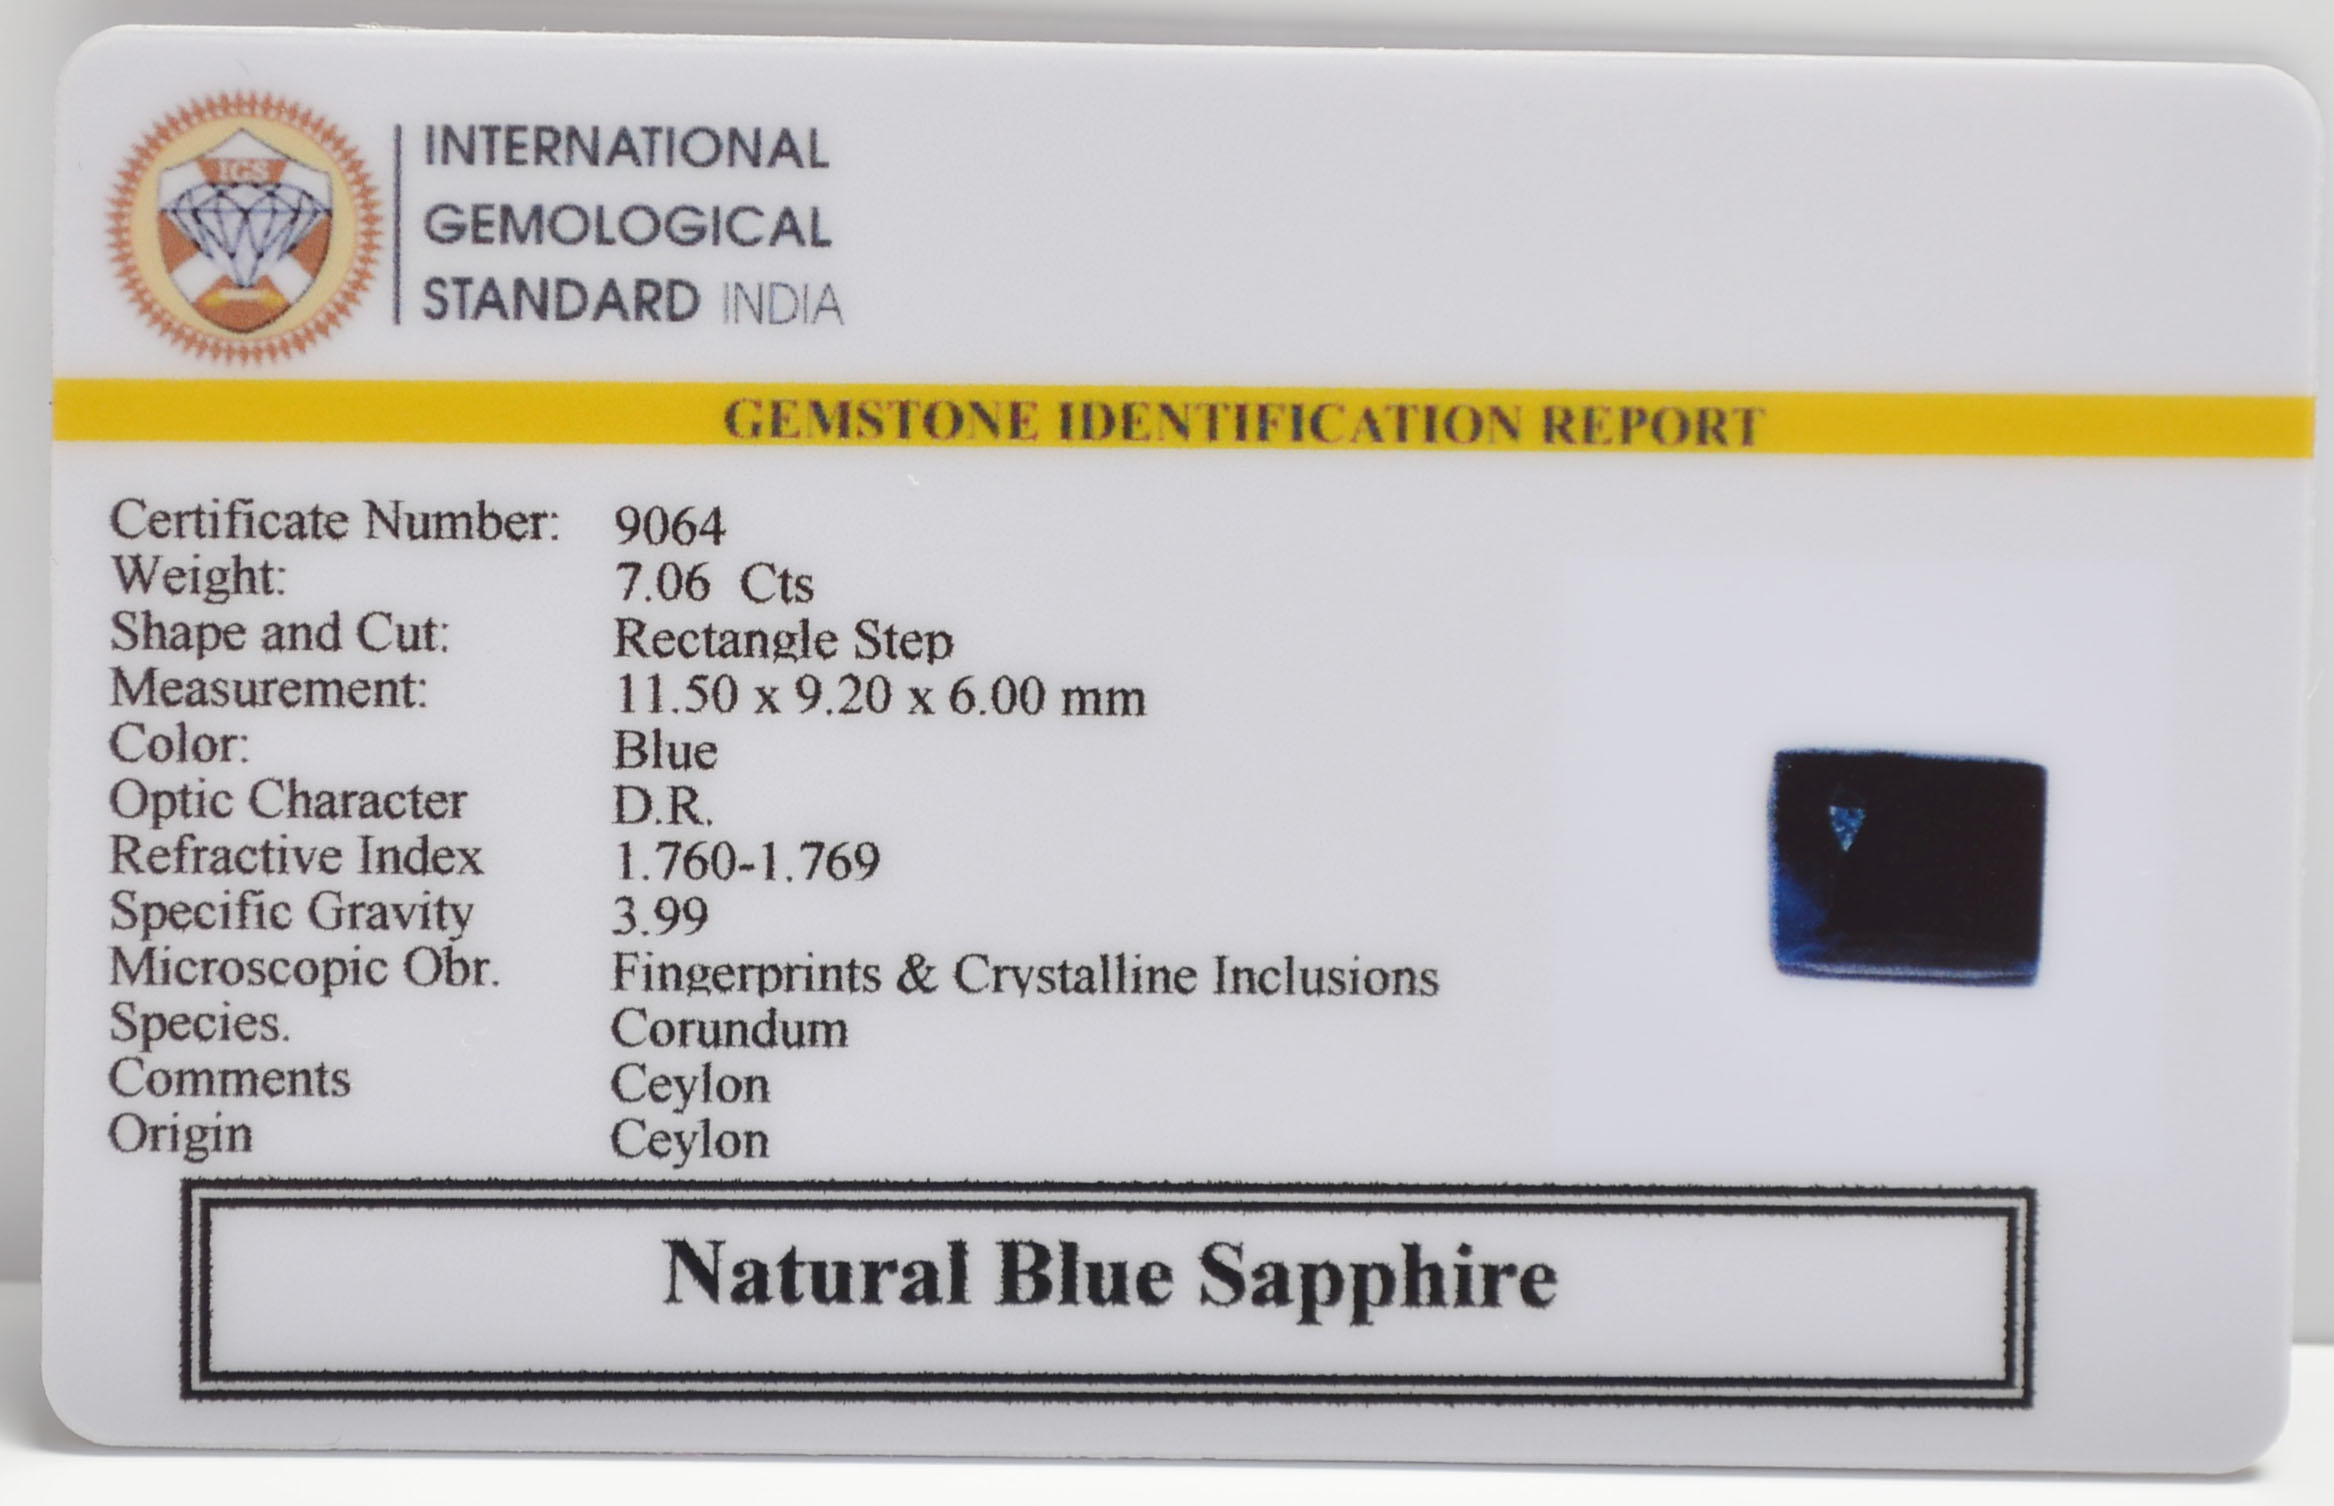 IGS
INTERNATIONAL
GEMOLOGICAL
STANDARD INDIA
GEMSTONE IDENTIFICATION REPORT
Certificate Number: 9064
Weight: 7.06 Cts
Shape and Cut: Rectangle Step
Measurement: 11.50 x 9.20 x 6.00 mm
Color: Blue
Optic Character D.R.
Refractive Index 1.760-1.769
Specific Gravity 3.99
Microscopic Obr. Fingerprints & Crystalline Inclusions
Species. Corundum
Comments Ceylon
Origin Ceylon
Natural Blue Sapphire